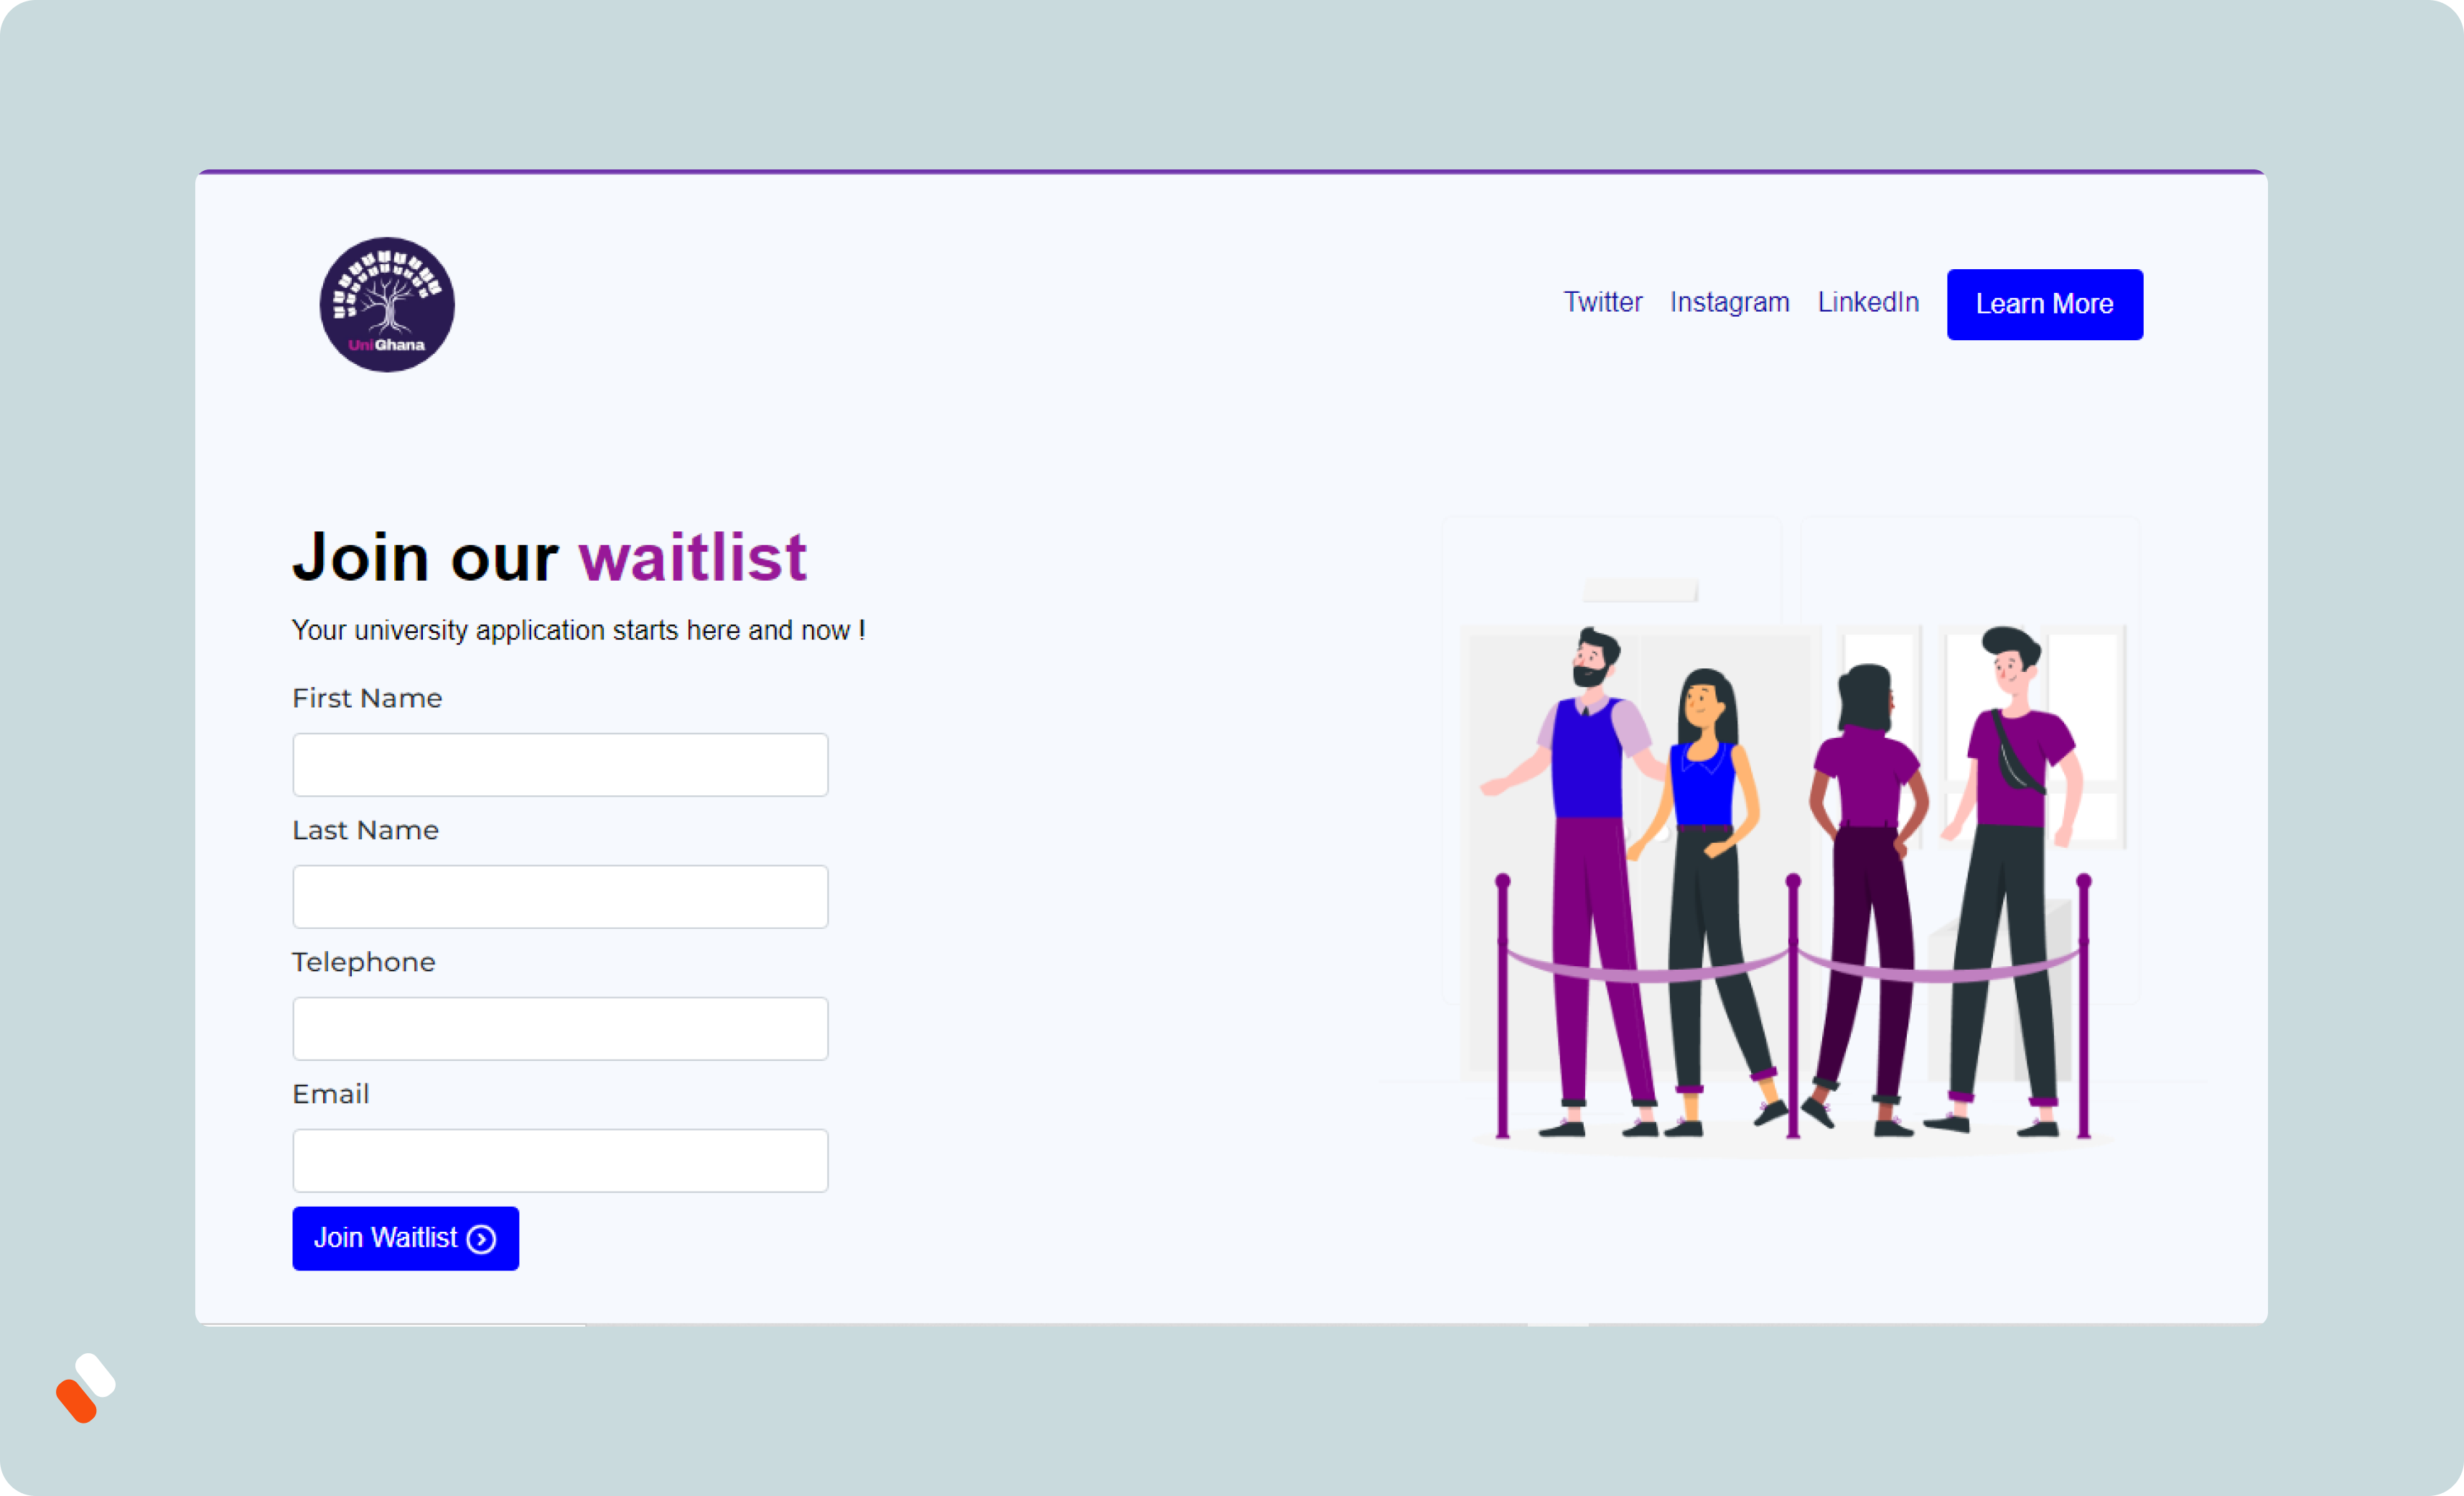 UniGhana
Twitter Instagram LinkedIn Learn More
Join our waitlist
Your university application starts here and now !
First Name
Last Name
Telephone
Email
Join Waitlist